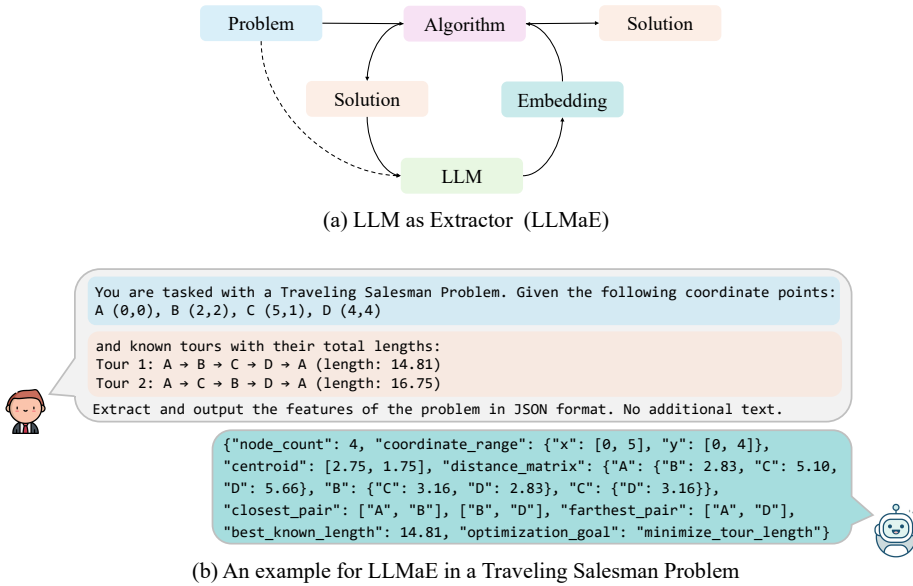 Problem
Algorithm
Solution
Solution
Embedding
LLM
(a) LLM as Extractor (LLMaE)
You are tasked with a Traveling Salesman Problem. Given the following coordinate points:
A (0,0), B (2,2), C (5,1), D (4,4)
and known tours with their total lengths:
Tour 1: A → B → C → D → A (length: 14.81)
Tour 2: A → C → B → D → A (length: 16.75)
Extract and output the features of the problem in JSON format. No additional text.
{"node_count": 4, "coordinate_range": {"x": [0, 5], "y": [0, 4]},
"centroid": [2.75, 1.75], "distance_matrix": {"A": {"B": 2.83, "C": 5.10,
"D": 5.66}, "B": {"C": 3.16, "D": 2.83}, "C": {"D": 3.16}},
"closest_pair": ["A", "B"], ["B", "D"], "farthest_pair": ["A", "D"],
"best_known_length": 14.81, "optimization_goal": "minimize_tour_length"}
(b) An example for LLMaE in a Traveling Salesman Problem